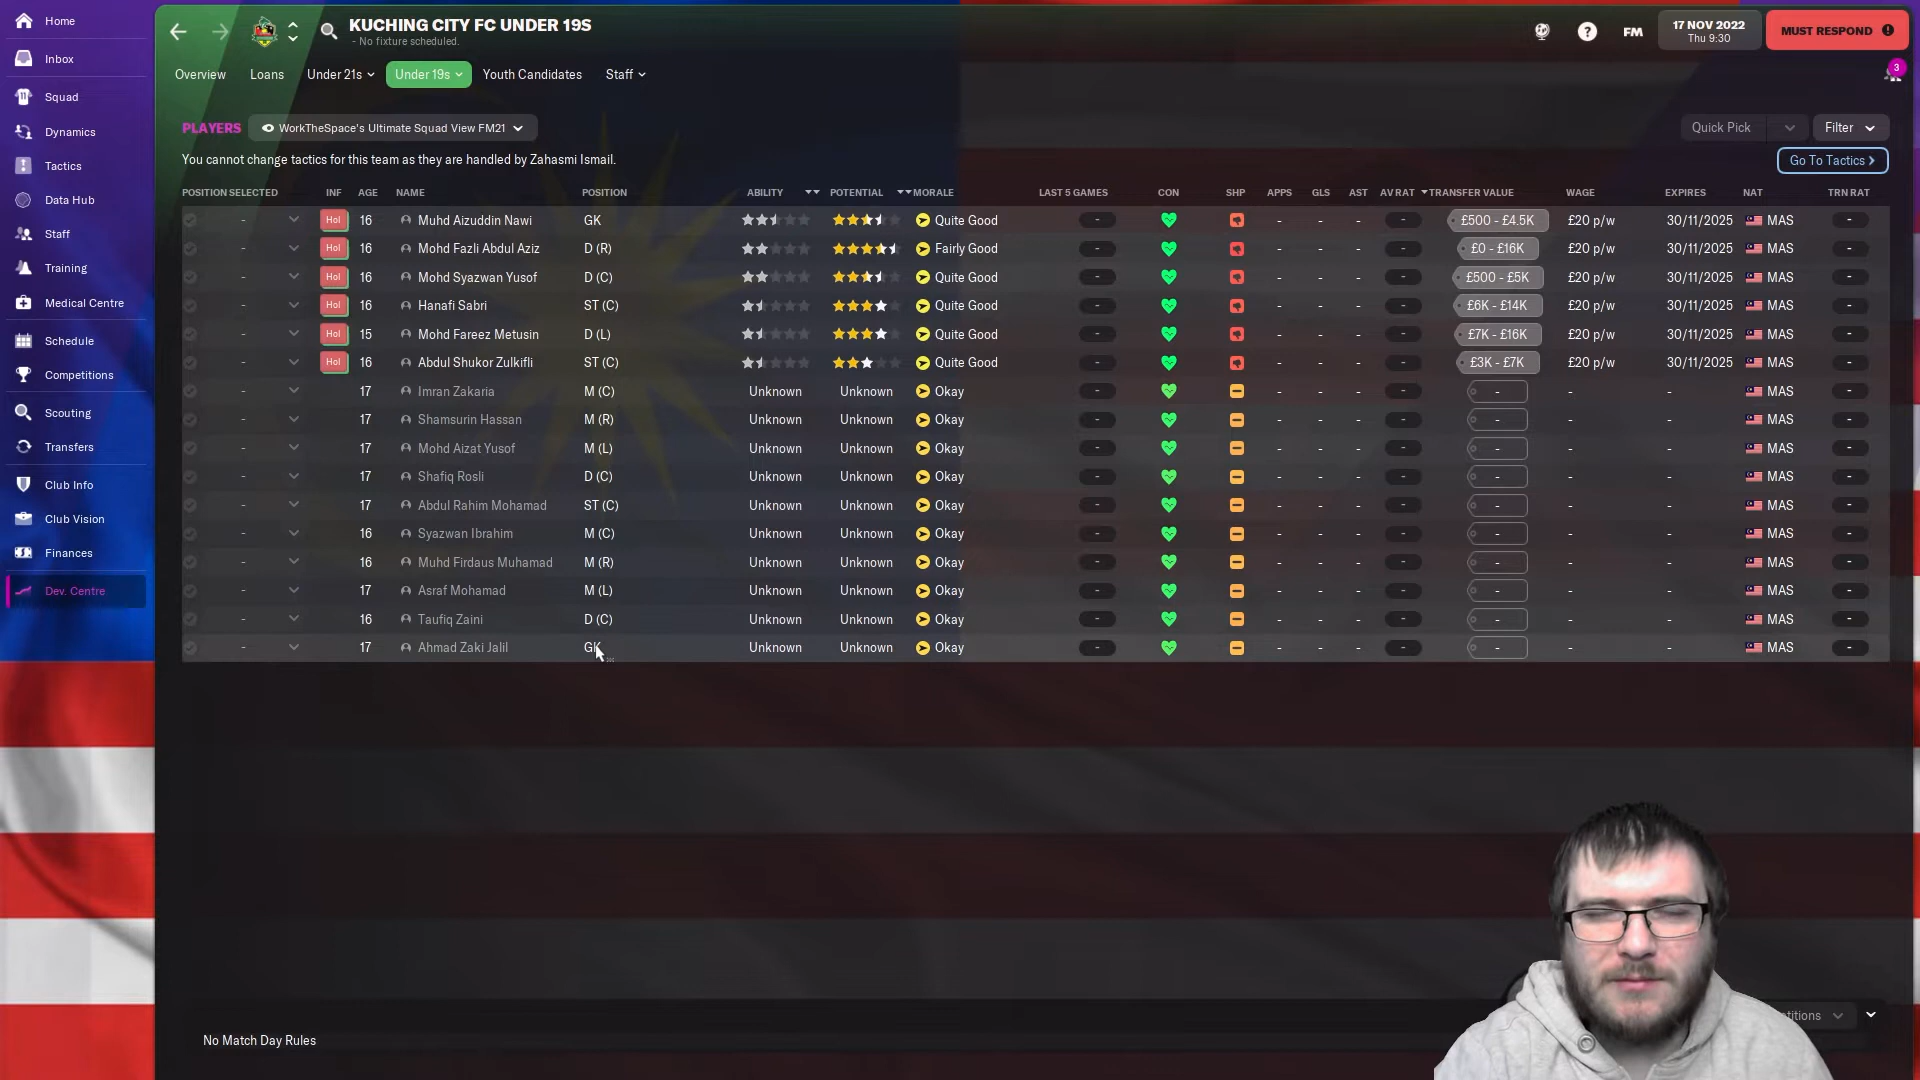 Home
Inbox
Squad
Dynamics
Tactics
Data Hub
Staff
Training
Medical Centre
Schedule
Competitions
Scouting
Transfers
Club Info
Club Vision
Finances
Dev. Centre
KUCHING CITY FC UNDER 19S
- No fixture scheduled.
FM
17 NOV 2022
Thu 9:30
MUST RESPOND
Overview Loans Under 21s Under 19s Youth Candidates Staff
3
PLAYERS WorkTheSpace's Ultimate Squad View FM21 Quick Pick Filter
You cannot change tactics for this team as they are handled by Zahasmi Ismail. Go To Tactics
POSITION SELECTED INF AGE NAME POSITION ABILITY POTENTIAL MORALE LAST 5 GAMES CON SHP APPS GLS AST AV RAT TRANSFER VALUE WAGE EXPIRES NAT TRN RAT
- Hol 16 Muhd Aizuddin Nawi GK Quite Good - - - - - £500 - £4.5K £20 p/w 30/11/2025 MAS -
- Hol 16 Mohd Fazli Abdul Aziz D (R) Fairly Good - - - - - £0 - £16K £20 p/w 30/11/2025 MAS -
- Hol 16 Mohd Syazwan Yusof D (C) Quite Good - - - - - £500 - £5K £20 p/w 30/11/2025 MAS -
- Hol 16 Hanafi Sabri ST (C) Quite Good - - - - - £6K - £14K £20 p/w 30/11/2025 MAS -
- Hol 15 Mohd Fareez Metusin D (L) Quite Good - - - - - £7K - £16K £20 p/w 30/11/2025 MAS -
- Hol 16 Abdul Shukor Zulkifli ST (C) Quite Good - - - - - £3K - £7K £20 p/w 30/11/2025 MAS -
- 17 Imran Zakaria M (C) Unknown Unknown Okay - - - - - - - - MAS -
- 17 Shamsurin Hassan M (R) Unknown Unknown Okay - - - - - - - - MAS -
- 17 Mohd Aizat Yusof M (L) Unknown Unknown Okay - - - - - - - - MAS -
- 17 Shafiq Rosli D (C) Unknown Unknown Okay - - - - - - - - MAS -
- 17 Abdul Rahim Mohamad ST (C) Unknown Unknown Okay - - - - - - - - MAS -
- 16 Syazwan Ibrahim M (C) Unknown Unknown Okay - - - - - - - - MAS -
- 16 Muhd Firdaus Muhamad M (R) Unknown Unknown Okay - - - - - - - - MAS -
- 17 Asraf Mohamad M (L) Unknown Unknown Okay - - - - - - - - MAS -
- 16 Taufiq Zaini D (C) Unknown Unknown Okay - - - - - - - - MAS -
- 17 Ahmad Zaki Jalil GK Unknown Unknown Okay - - - - - - - - MAS -
No Match Day Rules